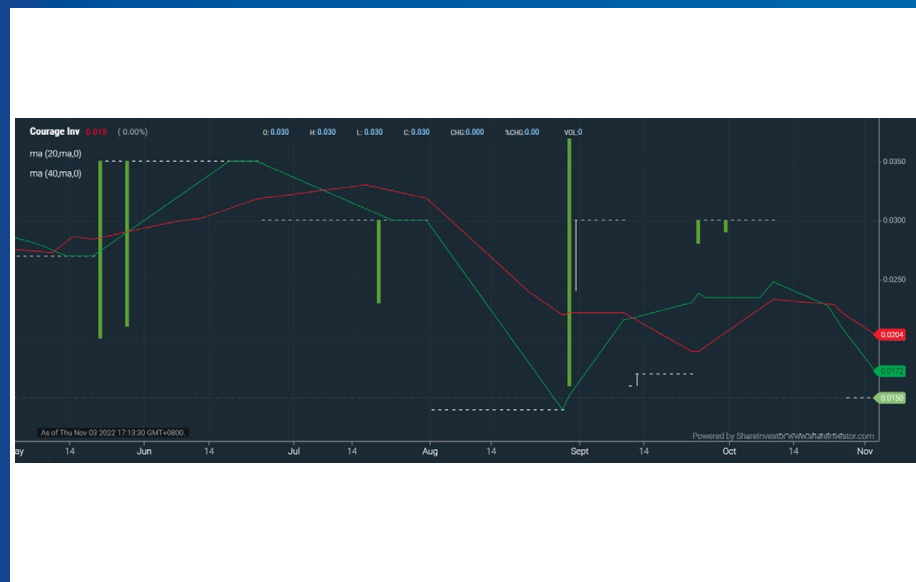 Courage Inv 0.015 ( 0.00%) O: 0.030 H: 0.030 L: 0.030 C: 0.030 CHG:0.000 %CHG:0.00 VOL:0
ma (20,ma,0)
ma (40,ma,0)
0.0350
0.0300
0.0250
0.0204
0.0172
0.0150
As of Thu Nov 03 2022 17:13:30 GMT+0800.
Powered by ShareInvestor www.shareinvestor.com
ay 14 Jun 14 Jul 14 Aug 14 Sept 14 Oct 14 Nov